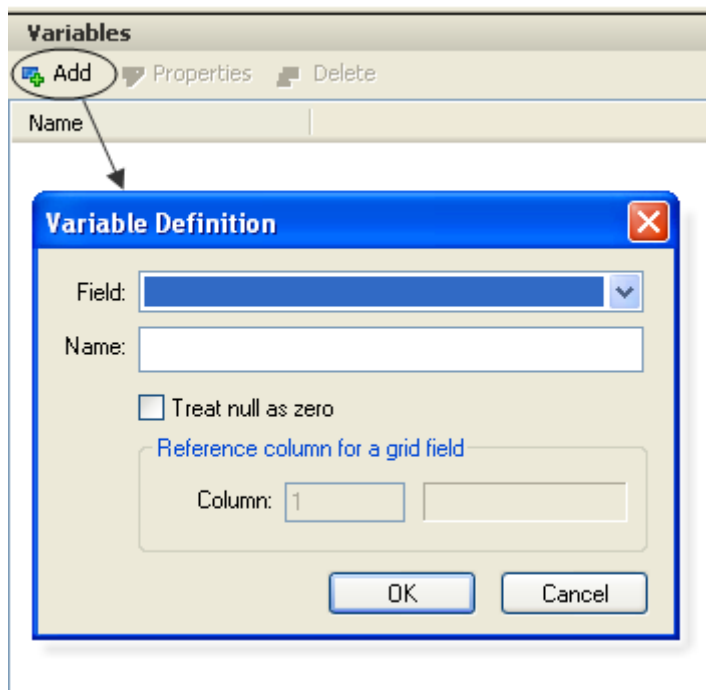 Variables
Add Properties Delete
Name
Variable Definition
Field:
Name:
Treat null as zero
Reference column for a grid field
Column: 1
OK Cancel